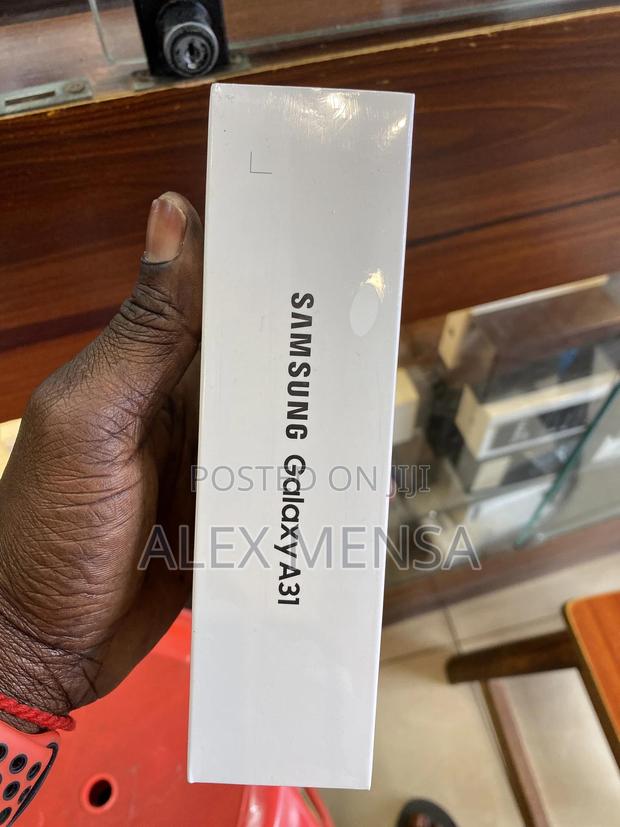 SAMSUNG Galaxy A31
POSTED ON JIJI
ALEX MENSA